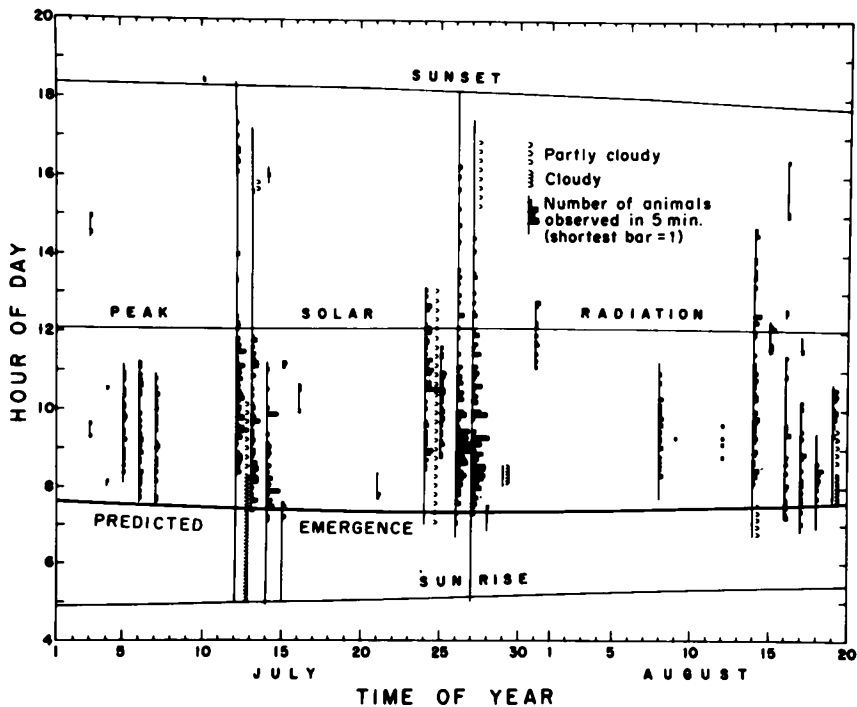 20
18
16
14
12
10
8
6
4
HOUR OF DAY
SUNSET
Partly cloudy
Cloudy
Number of animals
observed in 5 min.
(shortest bar = 1)
PEAK SOLAR RADIATION
PREDICTED EMERGENCE
SUNRISE
1 5 10 15 20 25 30 1 5 10 15 20
JULY AUGUST
TIME OF YEAR